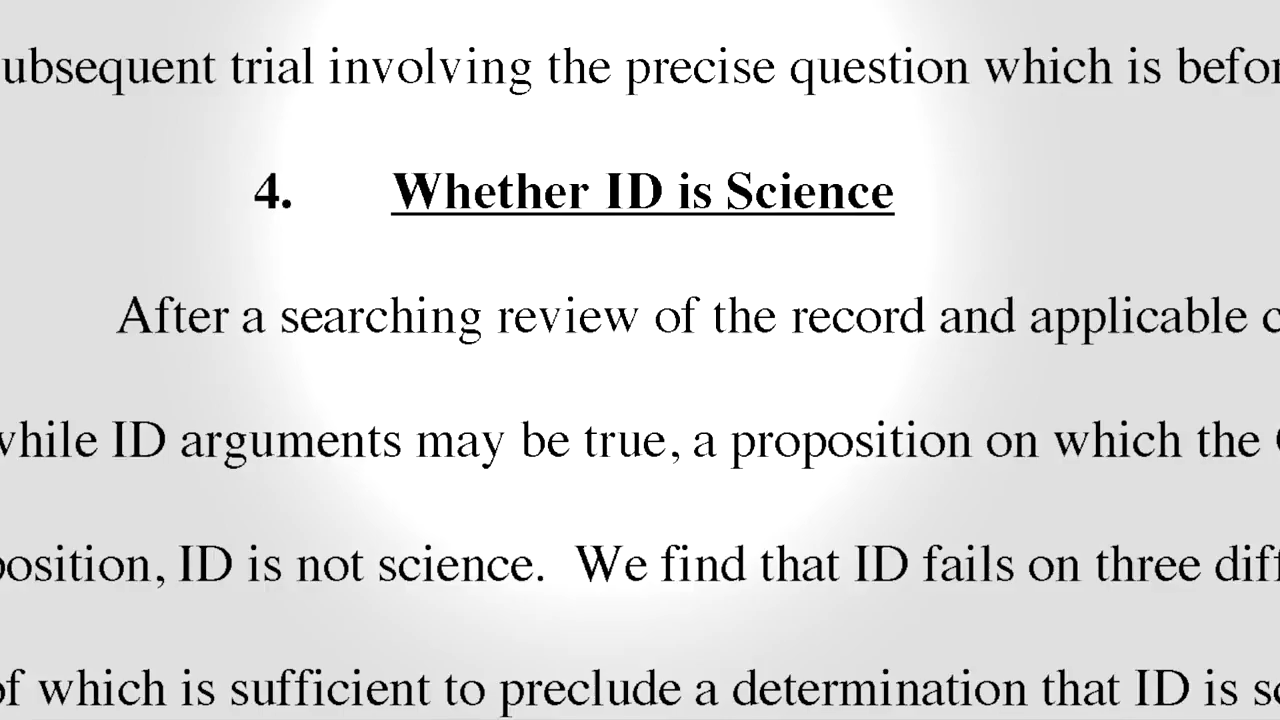 ubsequent trial involving the precise question which is befor
4. Whether ID is Science
After a searching review of the record and applicable c
while ID arguments may be true, a proposition on which the
position, ID is not science. We find that ID fails on three diff
of which is sufficient to preclude a determination that ID is sc